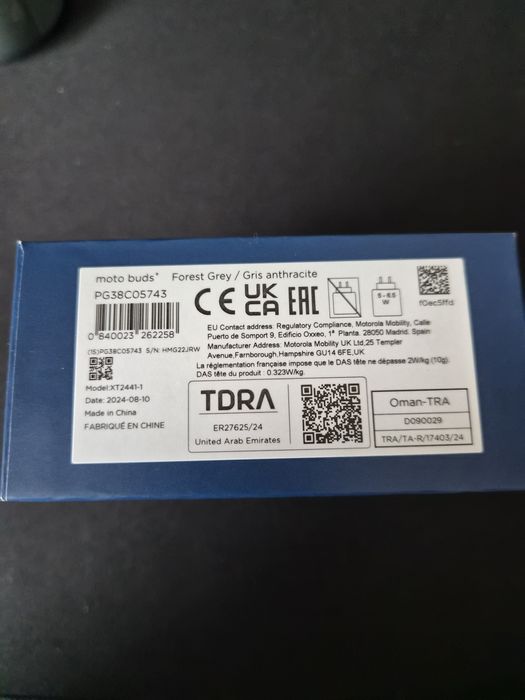 moto buds+ Forest Grey / Gris anthracite
PG38C05743
0 840023 262258
(1S)PG38C05743 S/N: HMG22JRW
Model:XT2441-1
Date: 2024-08-10
Made in China
FABRIQUÉ EN CHINE
CE UK CA EAC
5 - 6.5
W
f0ec5ffd
EU Contact address: Regulatory Compliance, Motorola Mobility, Calle
Puerto de Somport 9, Edificio Oxxeo, 1ª Planta. 28050 Madrid. Spain
Manufacturer Address: Motorola Mobility UK Ltd,25 Templer
Avenue,Farnborough,Hampshire GU14 6FE,UK
La réglementation française impose que le DAS tête ne dépasse 2W/kg (10g).
DAS tête du produit : 0.323W/kg.
TDRA
ER27625/24
United Arab Emirates
Oman-TRA
D090029
TRA/TA-R/17403/24